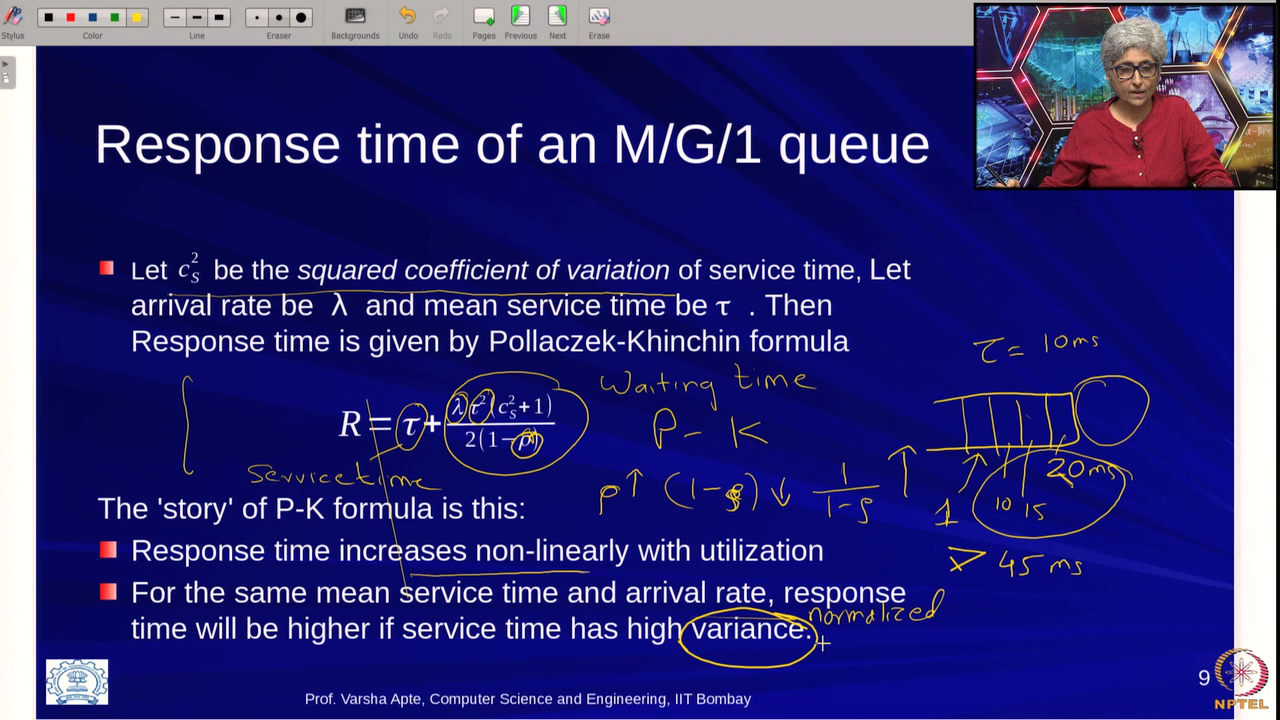 Stylus
Color
Line
Eraser
Backgrounds
Undo
Redo
Pages
Previous
Next
Erase
Response time of an M/G/1 queue
Let c_S^2 be the squared coefficient of variation of service time, Let
arrival rate be λ and mean service time be τ . Then
Response time is given by Pollaczek-Khinchin formula
τ = 10ms
Waiting time
R = τ + λ τ^2 (c_S^2 + 1) / 2(1−ρ)
P - K
Service time
ρ↑ (1-ρ)↓ 1/1-ρ ↑
20ms
10 15
1
> 45 ms
The 'story' of P-K formula is this:
Response time increases non-linearly with utilization
For the same mean service time and arrival rate, response
time will be higher if service time has high variance.
normalized
Prof. Varsha Apte, Computer Science and Engineering, IIT Bombay
9
NPTEL